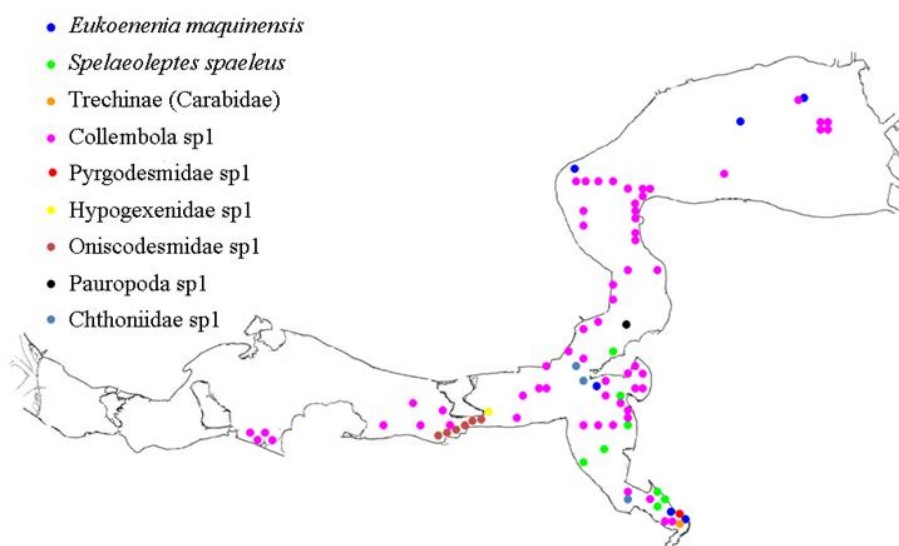 Eukoenenia maquinensis
Spelaeoleptes spaeleus
Trechinae (Carabidae)
Collembola sp1
Pyrgodesmidae sp1
Hypogexenidae sp1
Oniscodesmidae sp1
Pauropoda sp1
Chthoniidae sp1